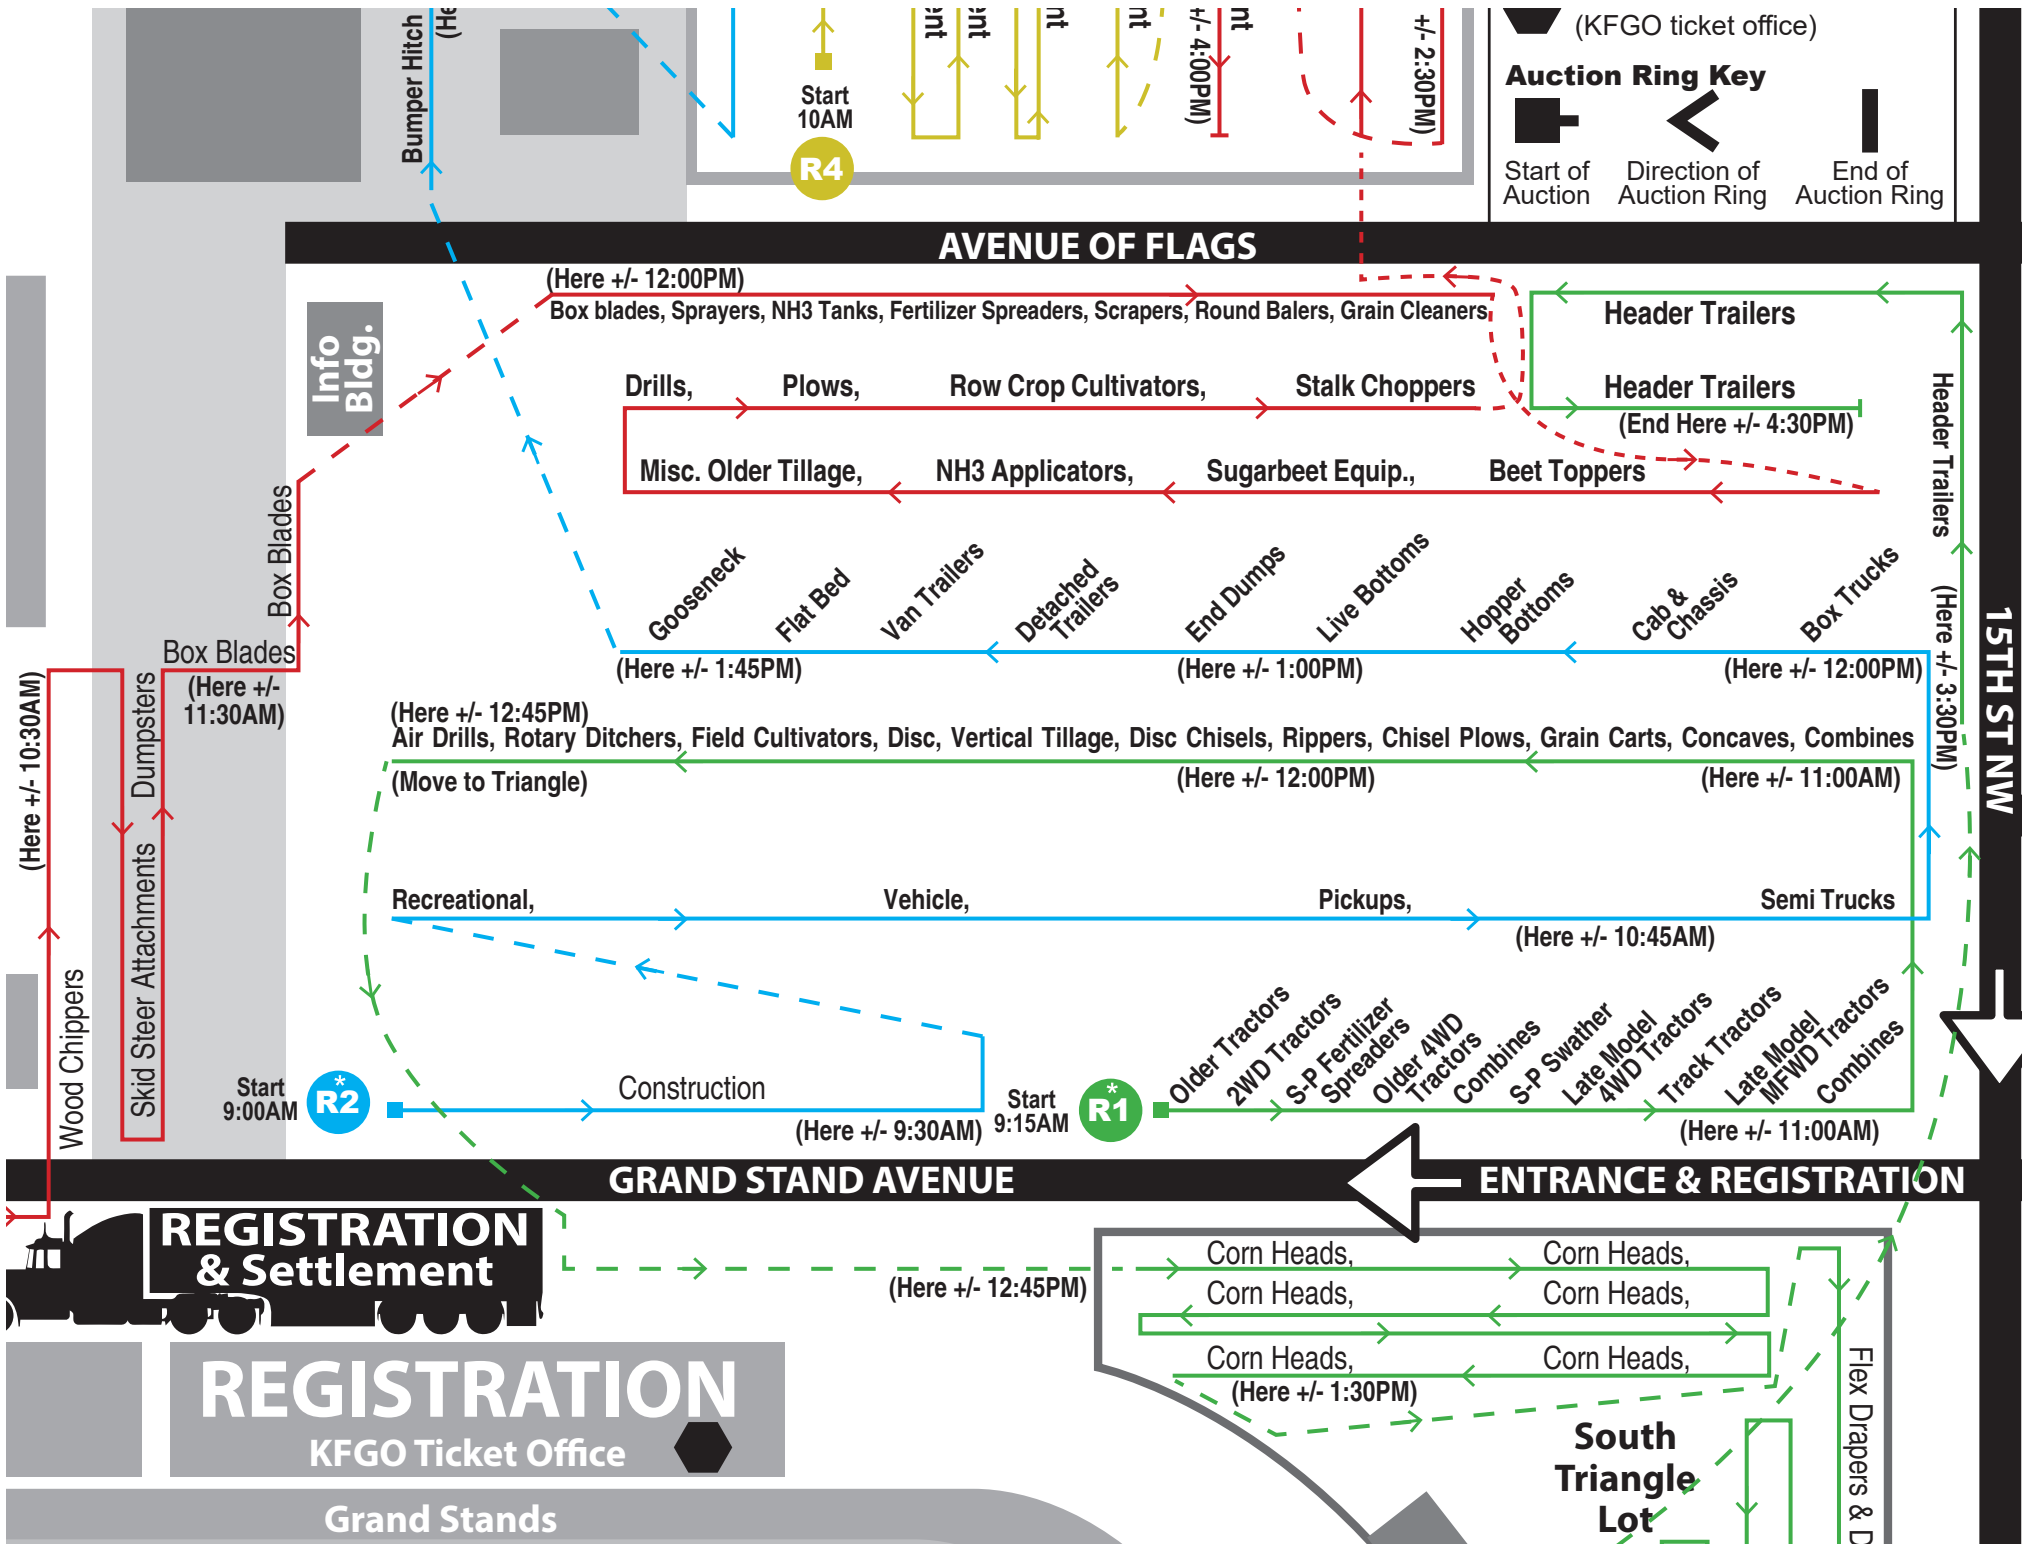 Bumper Hitch
(He
Start
10AM
R4
ent
ent
nt
nt
+/- 4:00PM)
nt
+/- 2:30PM)
(KFGO ticket office)
Auction Ring Key
Start of
Auction
Direction of
Auction Ring
End of
Auction Ring
AVENUE OF FLAGS
(Here +/- 12:00PM)
Box blades, Sprayers, NH3 Tanks, Fertilizer Spreaders, Scrapers, Round Balers, Grain Cleaners
Info
Bldg.
Header Trailers
Drills, Plows, Row Crop Cultivators, Stalk Choppers
Header Trailers
(End Here +/- 4:30PM)
Header Trailers
(Here +/- 3:30PM)
Misc. Older Tillage, NH3 Applicators, Sugarbeet Equip., Beet Toppers
Box Blades
Gooseneck
Flat Bed
Van Trailers
Detached
Trailers
End Dumps
Live Bottoms
Hopper
Bottoms
Cab &
Chassis
Box Trucks
15TH ST NW
Box Blades
(Here +/-
11:30AM)
(Here +/- 1:45PM)
(Here +/- 1:00PM)
(Here +/- 12:00PM)
(Here +/- 10:30AM)
Dumpsters
(Here +/- 12:45PM)
Air Drills, Rotary Ditchers, Field Cultivators, Disc, Vertical Tillage, Disc Chisels, Rippers, Chisel Plows, Grain Carts, Concaves, Combines
(Move to Triangle)
(Here +/- 12:00PM)
(Here +/- 11:00AM)
Skid Steer Attachments
Wood Chippers
Recreational, Vehicle, Pickups, Semi Trucks
(Here +/- 10:45AM)
Start
9:00AM
R2*
Construction
(Here +/- 9:30AM)
Start
9:15AM
R1*
Older Tractors
2WD Tractors
S-P Fertilizer
Spreaders
Older 4WD
Tractors
Combines
S-P Swather
Late Model
4WD Tractors
Track Tractors
Late Model
MFWD Tractors
Combines
(Here +/- 11:00AM)
GRAND STAND AVENUE
ENTRANCE & REGISTRATION
REGISTRATION
& Settlement
(Here +/- 12:45PM)
Corn Heads, Corn Heads,
Corn Heads, Corn Heads,
Corn Heads, Corn Heads,
(Here +/- 1:30PM)
Flex Drapers & D
REGISTRATION
KFGO Ticket Office
South
Triangle
Lot
Grand Stands